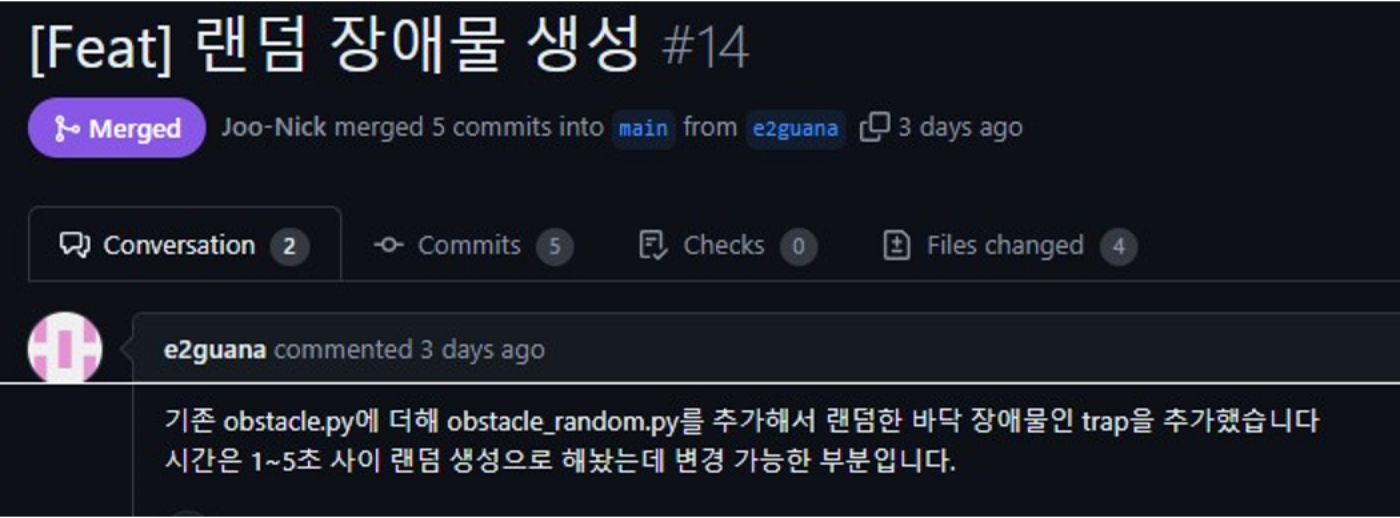 [Feat] 랜덤 장애물 생성 #14
Merged Joo-Nick merged 5 commits into main from e2guana 3 days ago
Conversation 2 Commits 5 Checks 0 Files changed 4
e2guana commented 3 days ago
기존 obstacle.py에 더해 obstacle_random.py를 추가해서 랜덤한 바닥 장애물인 trap을 추가했습니다
시간은 1~5초 사이 랜덤 생성으로 해놨는데 변경 가능한 부분입니다.